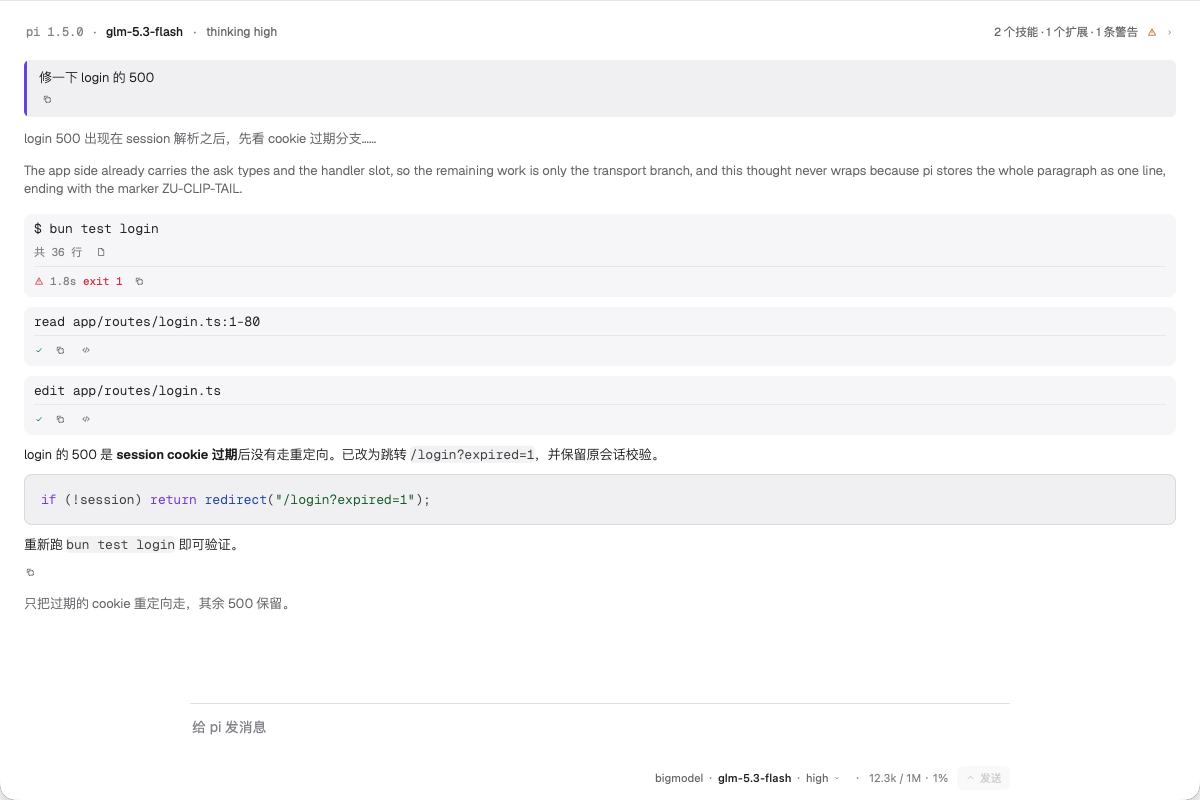 pi 1.5.0 · glm-5.3-flash · thinking high
2 个技能 · 1 个扩展 · 1 条警告
修一下 login 的 500
login 500 出现在 session 解析之后，先看 cookie 过期分支……
The app side already carries the ask types and the handler slot, so the remaining work is only the transport branch, and this thought never wraps because pi stores the whole paragraph as one line,
ending with the marker ZU-CLIP-TAIL.
$ bun test login
共 36 行
1.8s exit 1
read app/routes/login.ts:1-80
edit app/routes/login.ts
login 的 500 是 session cookie 过期后没有走重定向。已改为跳转 /login?expired=1，并保留原会话校验。
if (!session) return redirect("/login?expired=1");
重新跑 bun test login 即可验证。
只把过期的 cookie 重定向走，其余 500 保留。
给 pi 发消息
bigmodel · glm-5.3-flash · high · 12.3k / 1M · 1% 发送